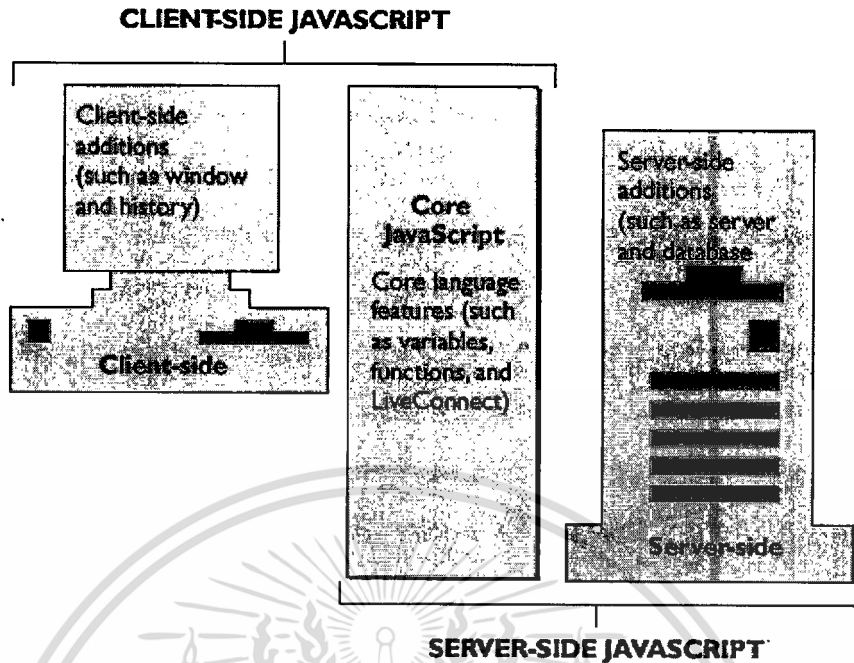 CLIENT-SIDE JAVASCRIPT
Client-side
additions
(such as window
and history)
Client-side
Core
JavaScript
Core language
features (such
as variables,
functions, and
LiveConnect)
Server-side
additions
(such as server
and database
Server-side
SERVER-SIDE JAVASCRIPT